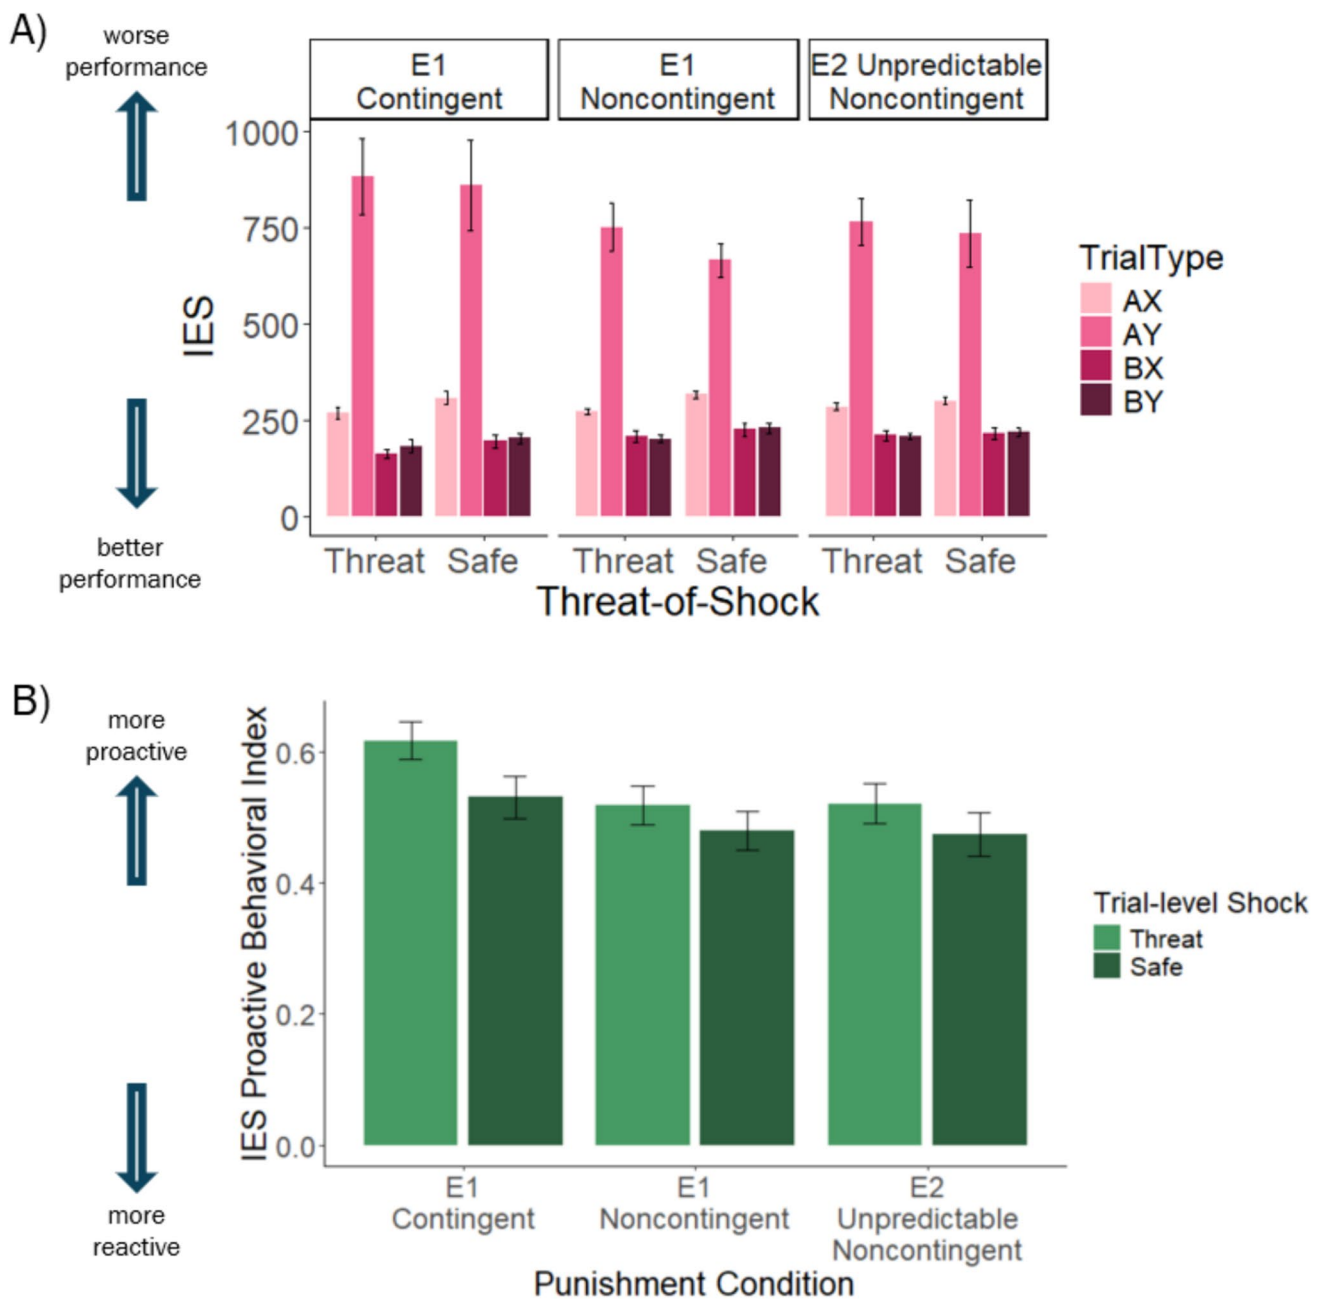 A)
worse
performance
E1
Contingent
E1
Noncontingent
E2 Unpredictable
Noncontingent
1000
750
500
250
0
IES
better
performance
Threat Safe
Threat Safe
Threat Safe
Threat-of-Shock
TrialType
AX
AY
BX
BY
B)
more
proactive
more
reactive
IES Proactive Behavioral Index
0.6
0.4
0.2
0.0
E1
Contingent
E1
Noncontingent
E2
Unpredictable
Noncontingent
Punishment Condition
Trial-level Shock
Threat
Safe